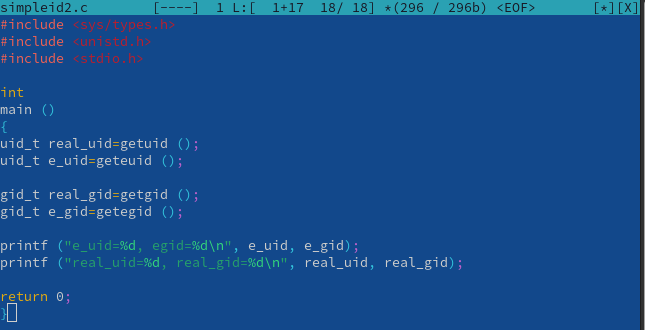 simpleid2.c [----] 1 L:[ 1+17 18/ 18] *(296 / 296b) <EOF> [*][X]
#include <sys/types.h>
#include <unistd.h>
#include <stdio.h>
int
main ()
{
uid_t real_uid=getuid ();
uid_t e_uid=geteuid ();
gid_t real_gid=getgid ();
gid_t e_gid=getegid ();
printf ("e_uid=%d, egid=%d\n", e_uid, e_gid);
printf ("real_uid=%d, real_gid=%d\n", real_uid, real_gid);
return 0;
}